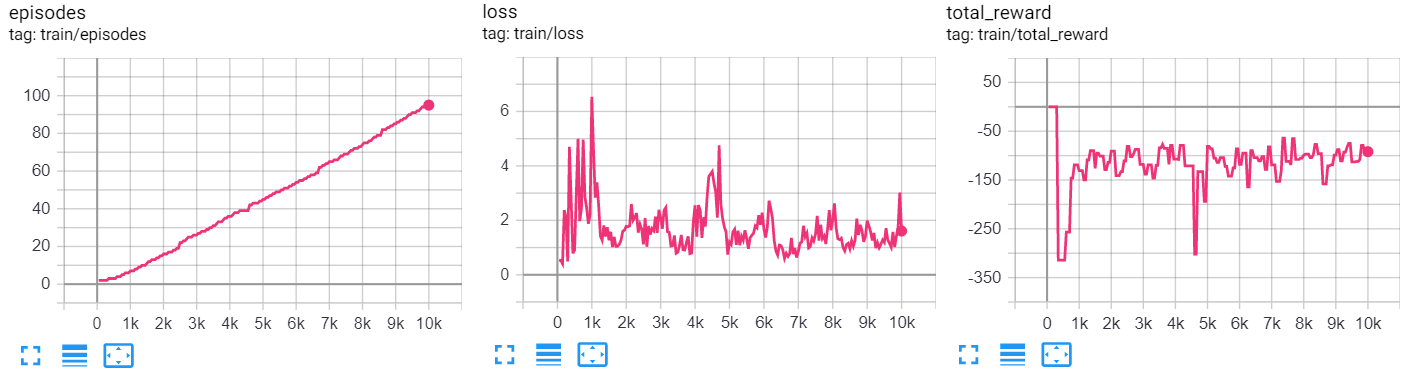 episodes
tag: train/episodes
100
80
60
40
20
0
0 1k 2k 3k 4k 5k 6k 7k 8k 9k 10k
loss
tag: train/loss
6
4
2
0
0 1k 2k 3k 4k 5k 6k 7k 8k 9k 10k
total_reward
tag: train/total_reward
50
-50
-150
-250
-350
0 1k 2k 3k 4k 5k 6k 7k 8k 9k 10k